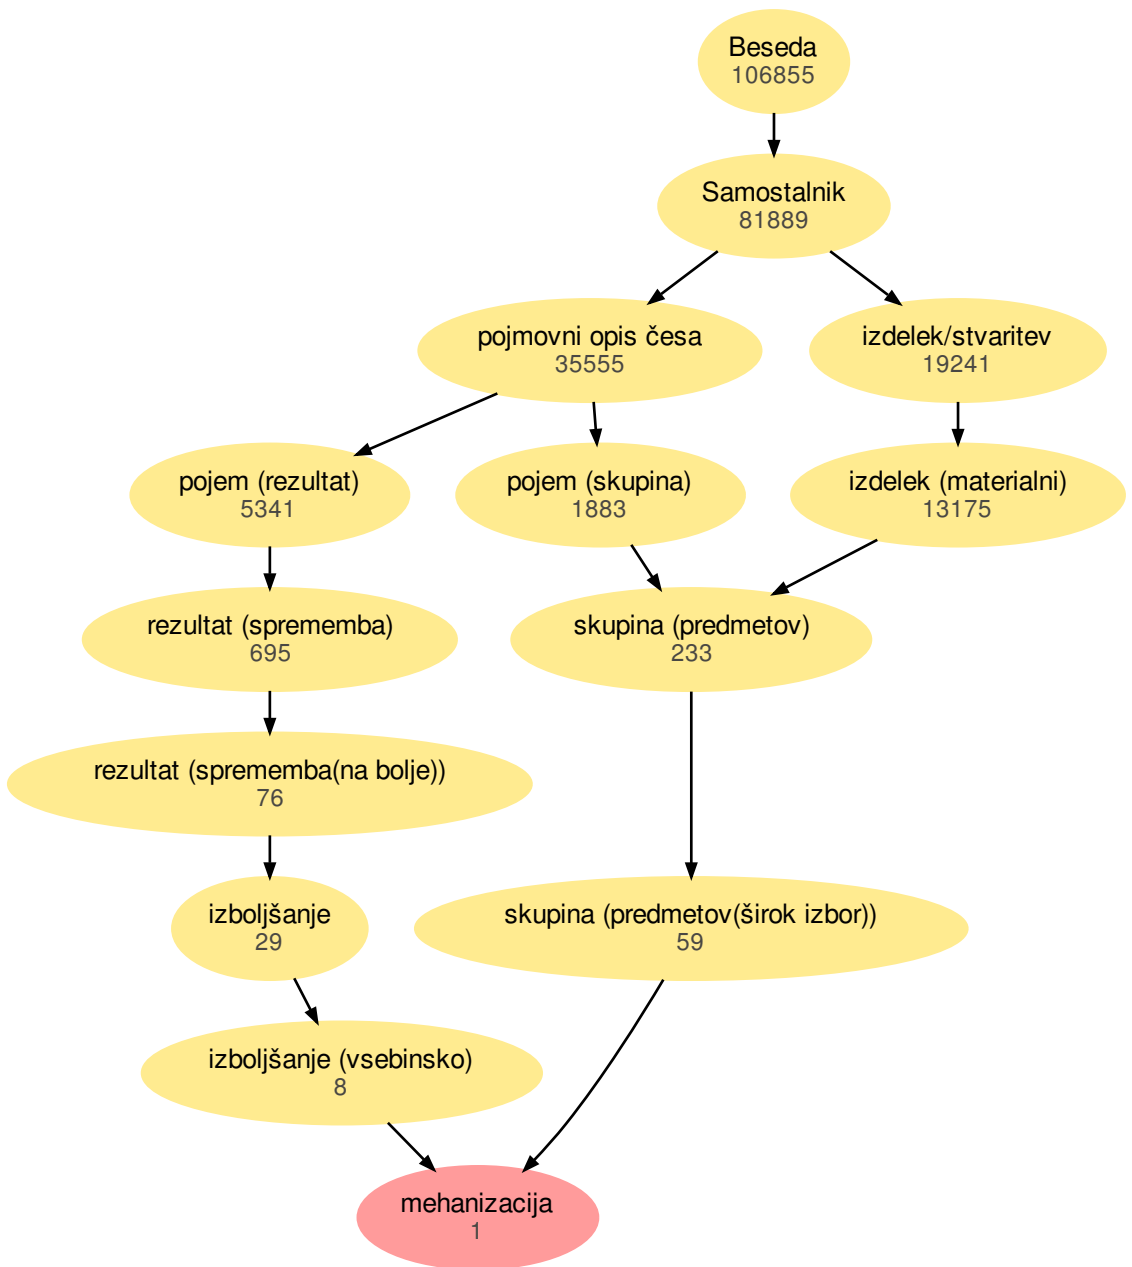 Beseda
106855
Samostalnik
81889
pojmovni opis česa
35555
izdelek/stvaritev
19241
pojem (rezultat)
5341
pojem (skupina)
1883
izdelek (materialni)
13175
rezultat (sprememba)
695
skupina (predmetov)
233
rezultat (sprememba(na bolje))
76
izboljšanje
29
skupina (predmetov(širok izbor))
59
izboljšanje (vsebinsko)
8
mehanizacija
1